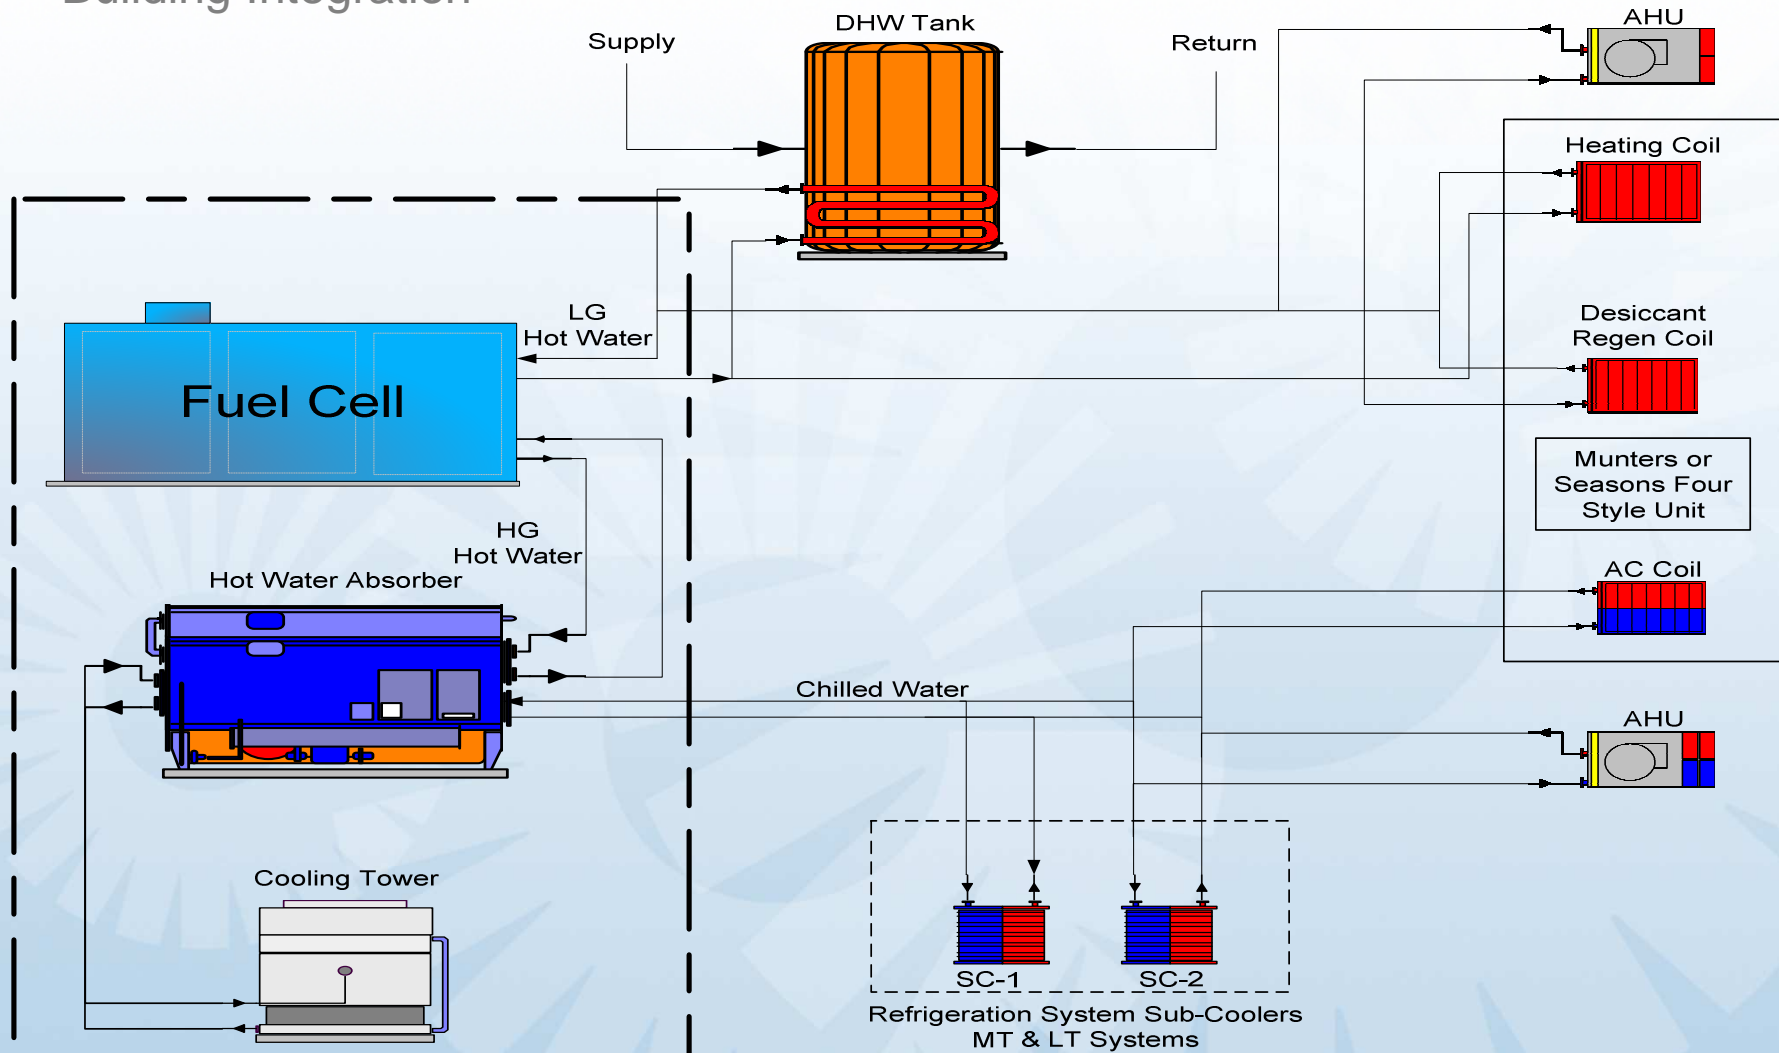 Building Integration
DHW Tank
Supply
Return
AHU
Heating Coil
LG
Hot Water
Desiccant
Regen Coil
Fuel Cell
Munters or
Seasons Four
Style Unit
HG
Hot Water
Hot Water Absorber
AC Coil
Chilled Water
AHU
Cooling Tower
SC-1
SC-2
Refrigeration System Sub-Coolers
MT & LT Systems